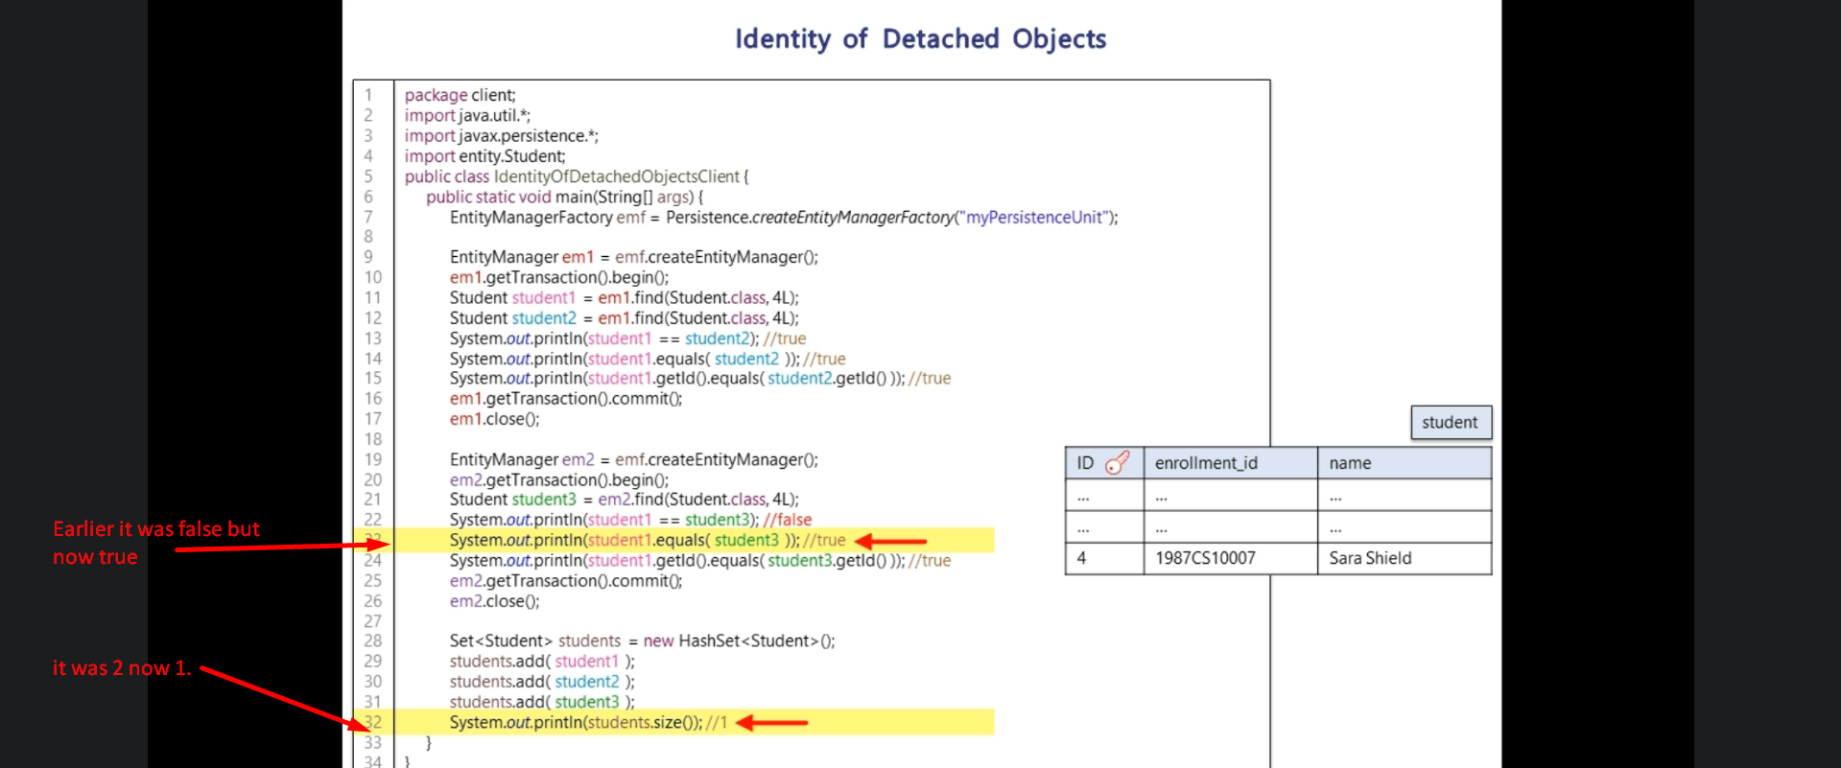 Identity of Detached Objects
1 package client;
2 import java.util.*;
3 import javax.persistence.*;
4 import entity.Student;
5 public class IdentityOfDetachedObjectsClient {
6 public static void main(String[] args) {
7 EntityManagerFactory emf = Persistence.createEntityManagerFactory("myPersistenceUnit");
8
9 EntityManager em1 = emf.createEntityManager();
10 em1.getTransaction().begin();
11 Student student1 = em1.find(Student.class, 4L);
12 Student student2 = em1.find(Student.class, 4L);
13 System.out.println(student1 == student2); //true
14 System.out.println(student1.equals( student2 )); //true
15 System.out.println(student1.getId().equals( student2.getId() )); //true
16 em1.getTransaction().commit();
17 em1.close();
18
19 EntityManager em2 = emf.createEntityManager();
20 em2.getTransaction().begin();
21 Student student3 = em2.find(Student.class, 4L);
22 System.out.println(student1 == student3); //false
23 System.out.println(student1.equals( student3 )); //true
24 System.out.println(student1.getId().equals( student3.getId() )); //true
25 em2.getTransaction().commit();
26 em2.close();
27
28 Set<Student> students = new HashSet<Student>();
29 students.add( student1 );
30 students.add( student2 );
31 students.add( student3 );
32 System.out.println(students.size()); //1
33 }
34 }
Earlier it was false but
now true
it was 2 now 1.
student
ID enrollment_id name
... ... ...
... ... ...
4 1987CS10007 Sara Shield